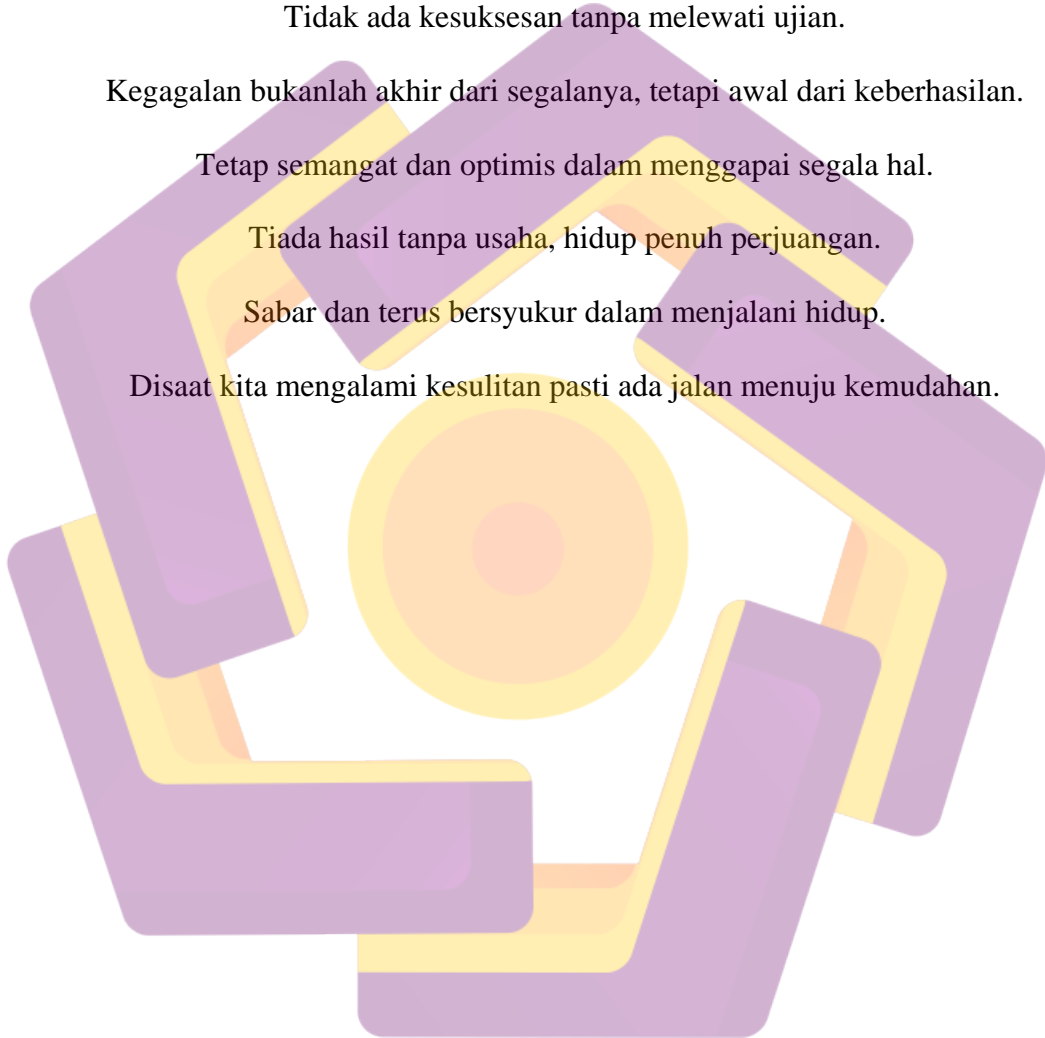 Tidak ada kesuksesan tanpa melewati ujian.
Kegagalan bukanlah akhir dari segalanya, tetapi awal dari keberhasilan.
Tetap semangat dan optimis dalam menggapai segala hal.
Tiada hasil tanpa usaha, hidup penuh perjuangan.
Sabar dan terus bersyukur dalam menjalani hidup.
Disaat kita mengalami kesulitan pasti ada jalan menuju kemudahan.